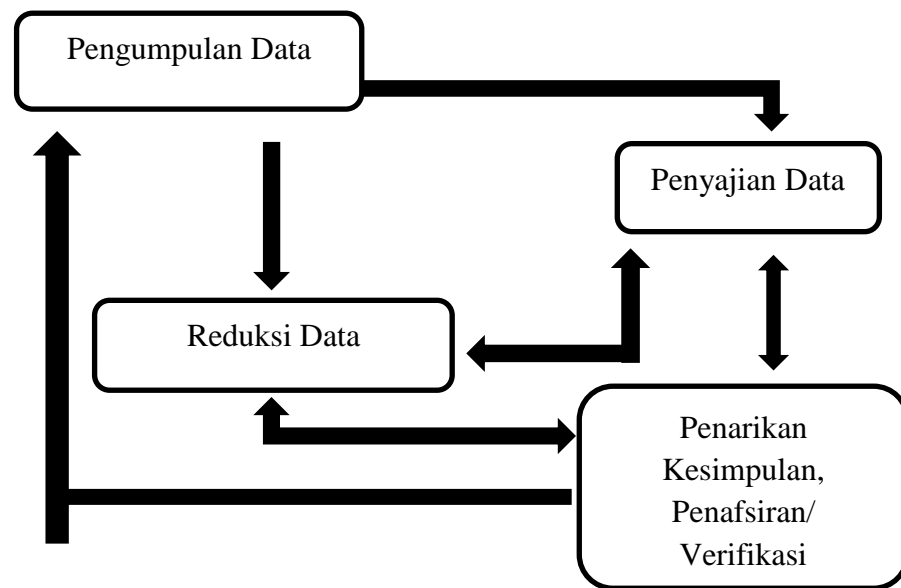 Pengumpulan Data
Penyajian Data
Reduksi Data
Penarikan
Kesimpulan,
Penafsiran/
Verifikasi